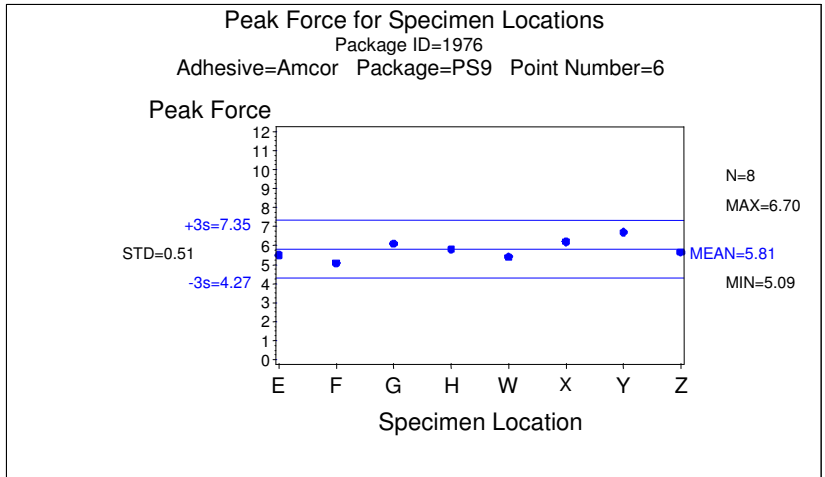 Peak Force for Specimen Locations
Package ID=1976
Adhesive=Amcor Package=PS9 Point Number=6
Peak Force
12
11
10
9
8
7
6
5
4
3
2
1
0
+3s=7.35
STD=0.51
-3s=4.27
N=8
MAX=6.70
MEAN=5.81
MIN=5.09
E F G H W X Y Z
Specimen Location